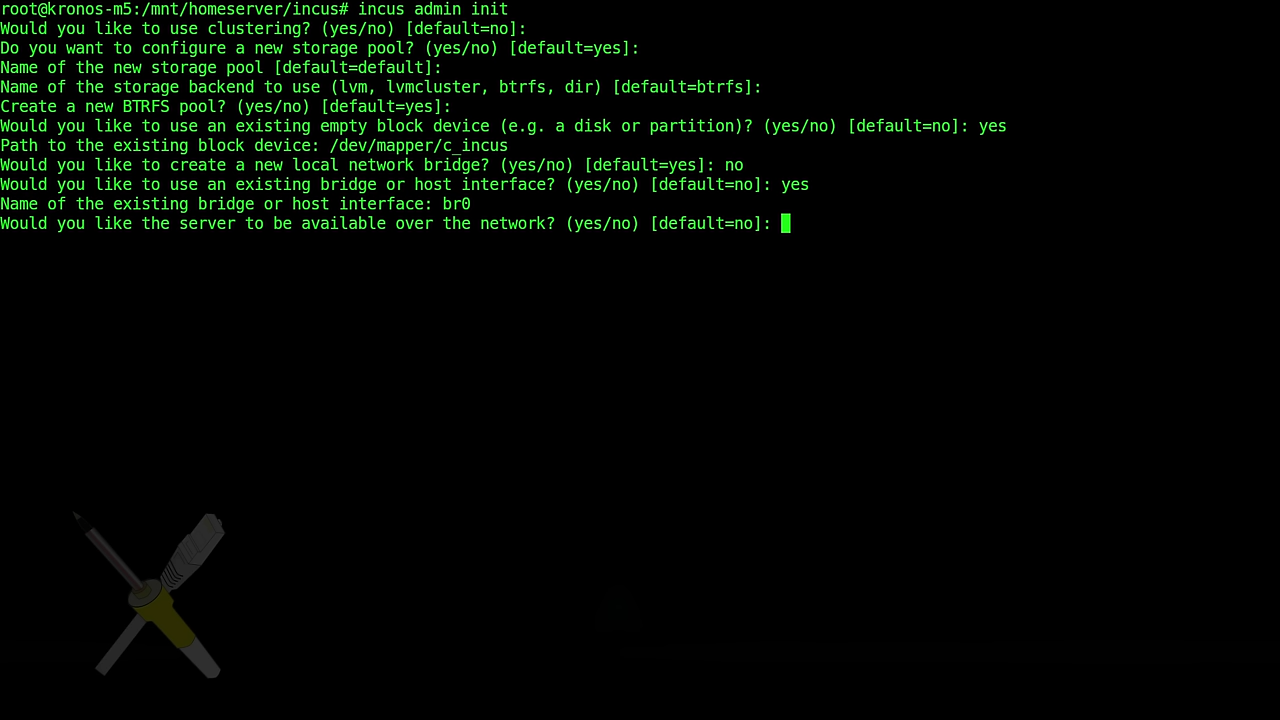 root@kronos-m5:/mnt/homeserver/incus# incus admin init
Would you like to use clustering? (yes/no) [default=no]:
Do you want to configure a new storage pool? (yes/no) [default=yes]:
Name of the new storage pool [default=default]:
Name of the storage backend to use (lvm, lvmcluster, btrfs, dir) [default=btrfs]:
Create a new BTRFS pool? (yes/no) [default=yes]:
Would you like to use an existing empty block device (e.g. a disk or partition)? (yes/no) [default=no]: yes
Path to the existing block device: /dev/mapper/c_incus
Would you like to create a new local network bridge? (yes/no) [default=yes]: no
Would you like to use an existing bridge or host interface? (yes/no) [default=no]: yes
Name of the existing bridge or host interface: br0
Would you like the server to be available over the network? (yes/no) [default=no]: